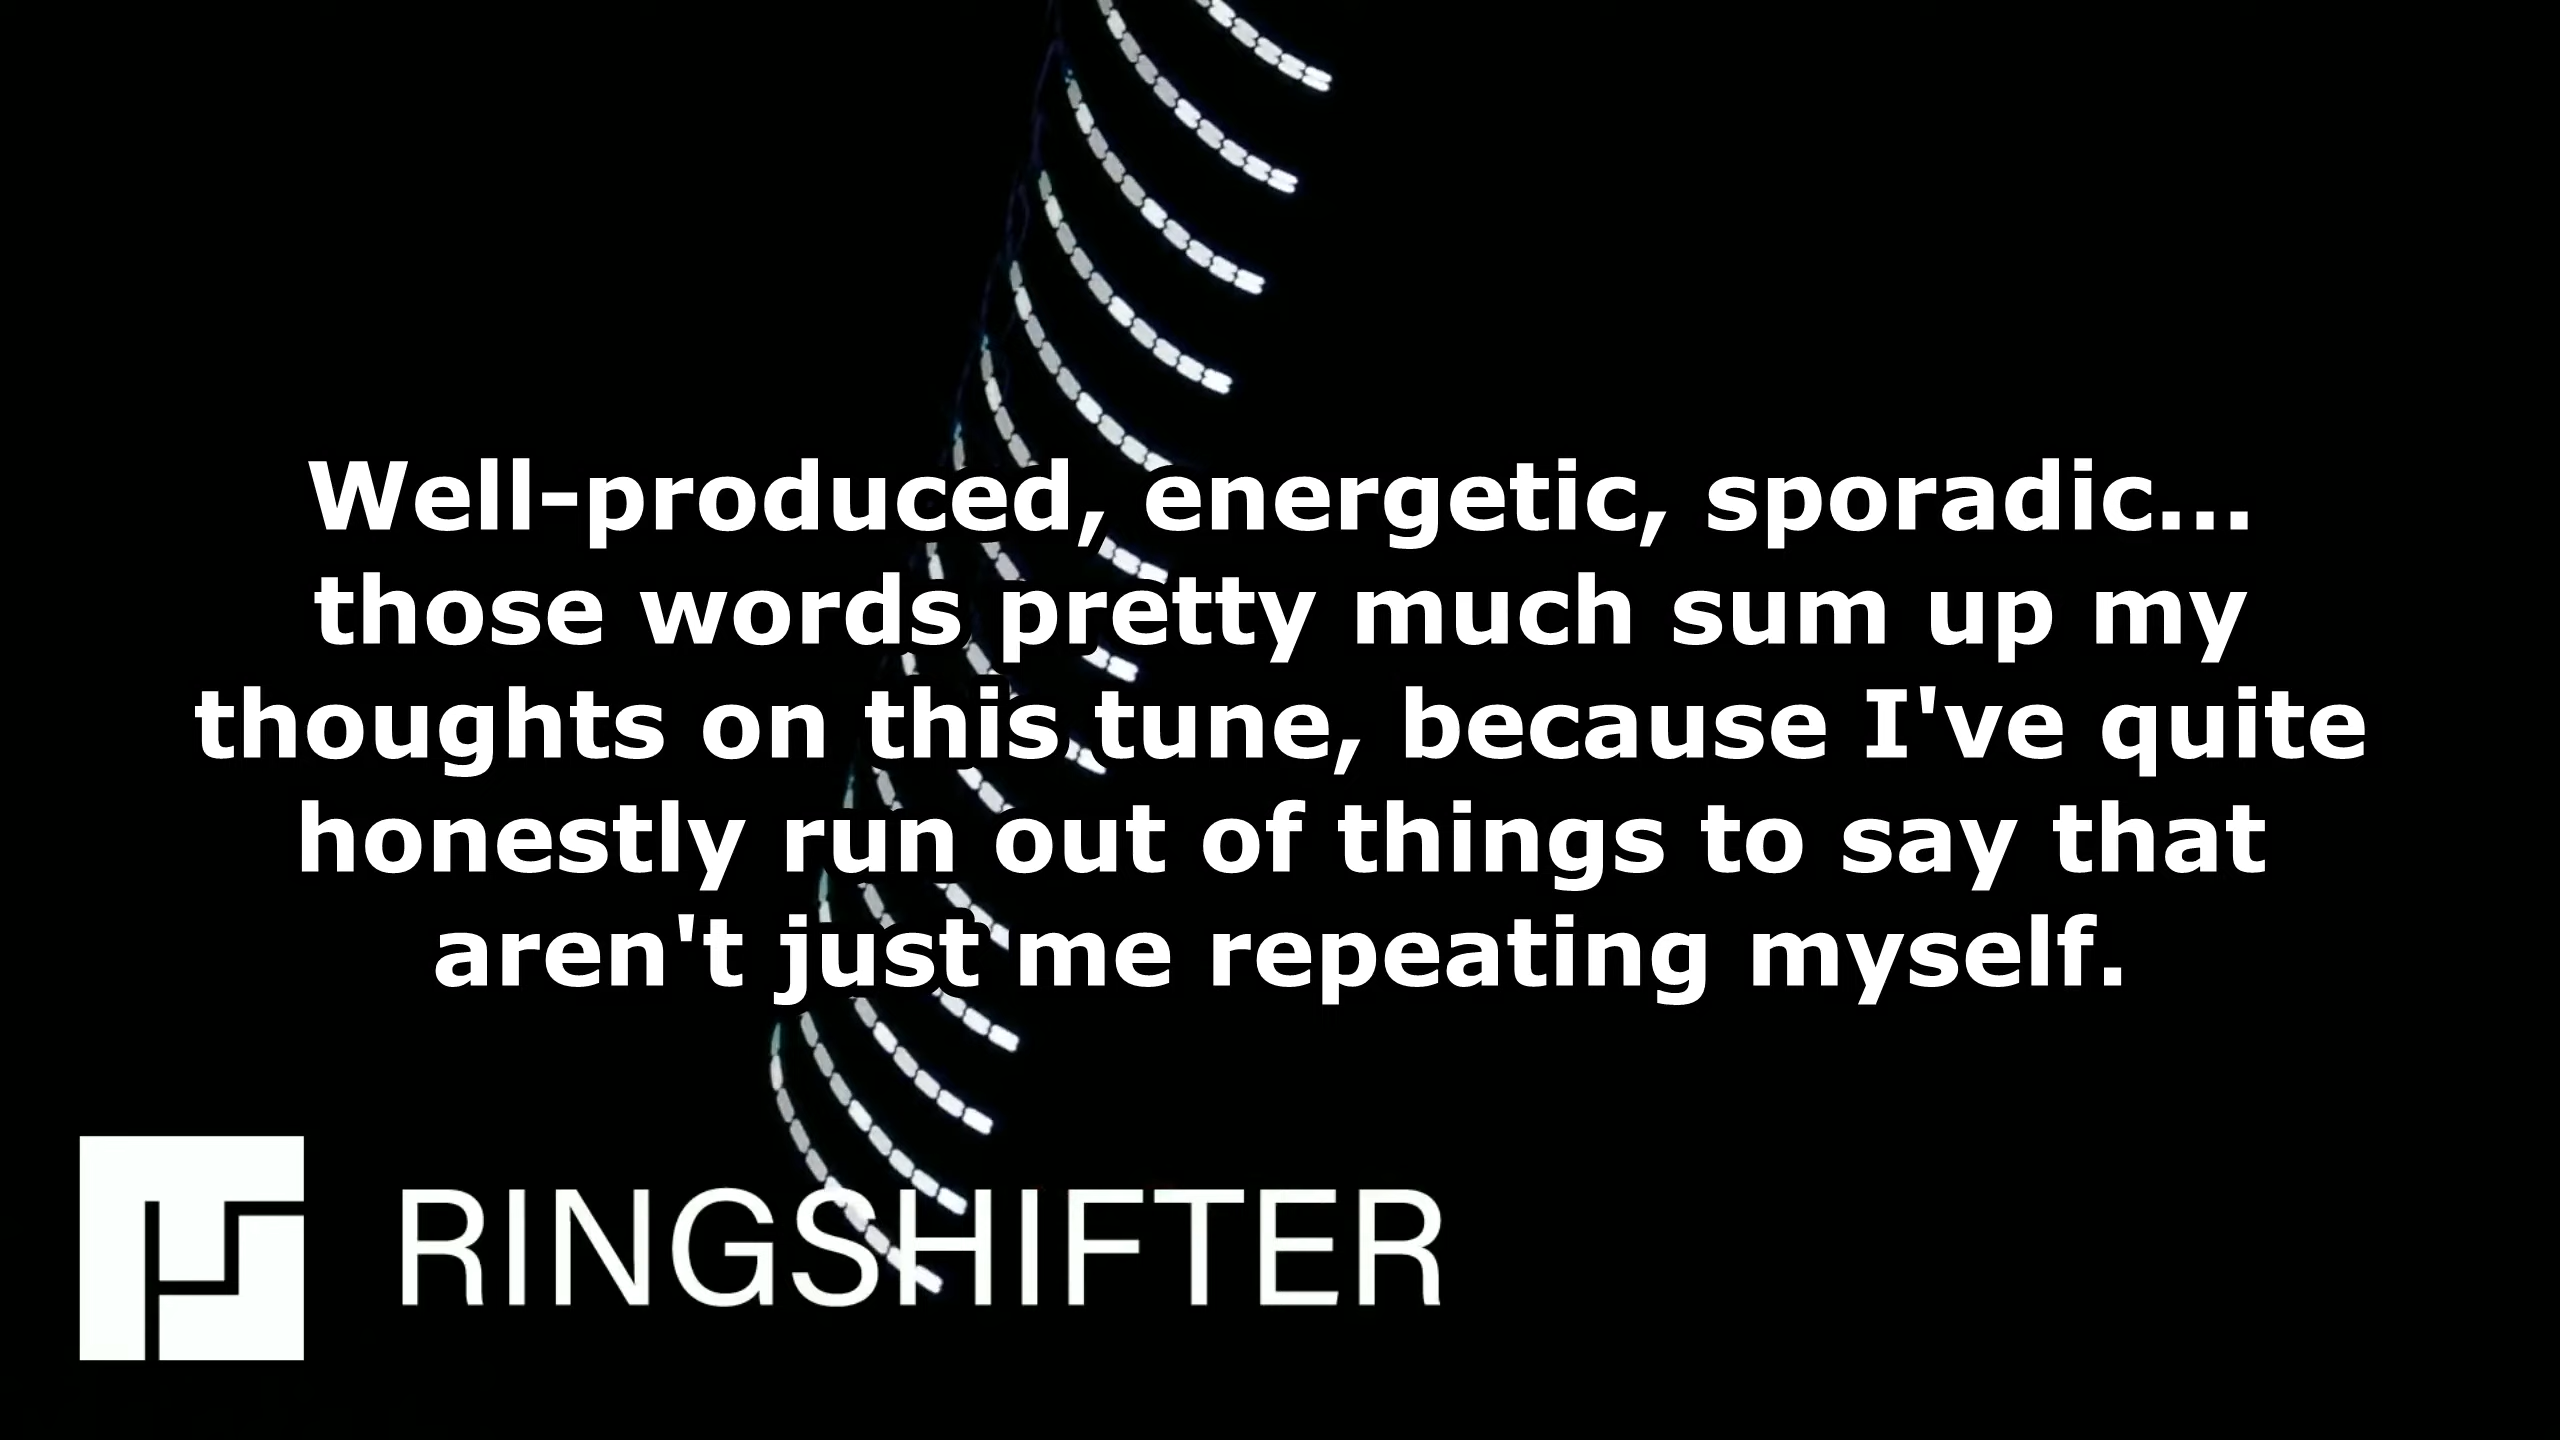 Well-produced, energetic, sporadic...
those words pretty much sum up my
thoughts on this tune, because I've quite
honestly run out of things to say that
aren't just me repeating myself.
RINGSHIFTER